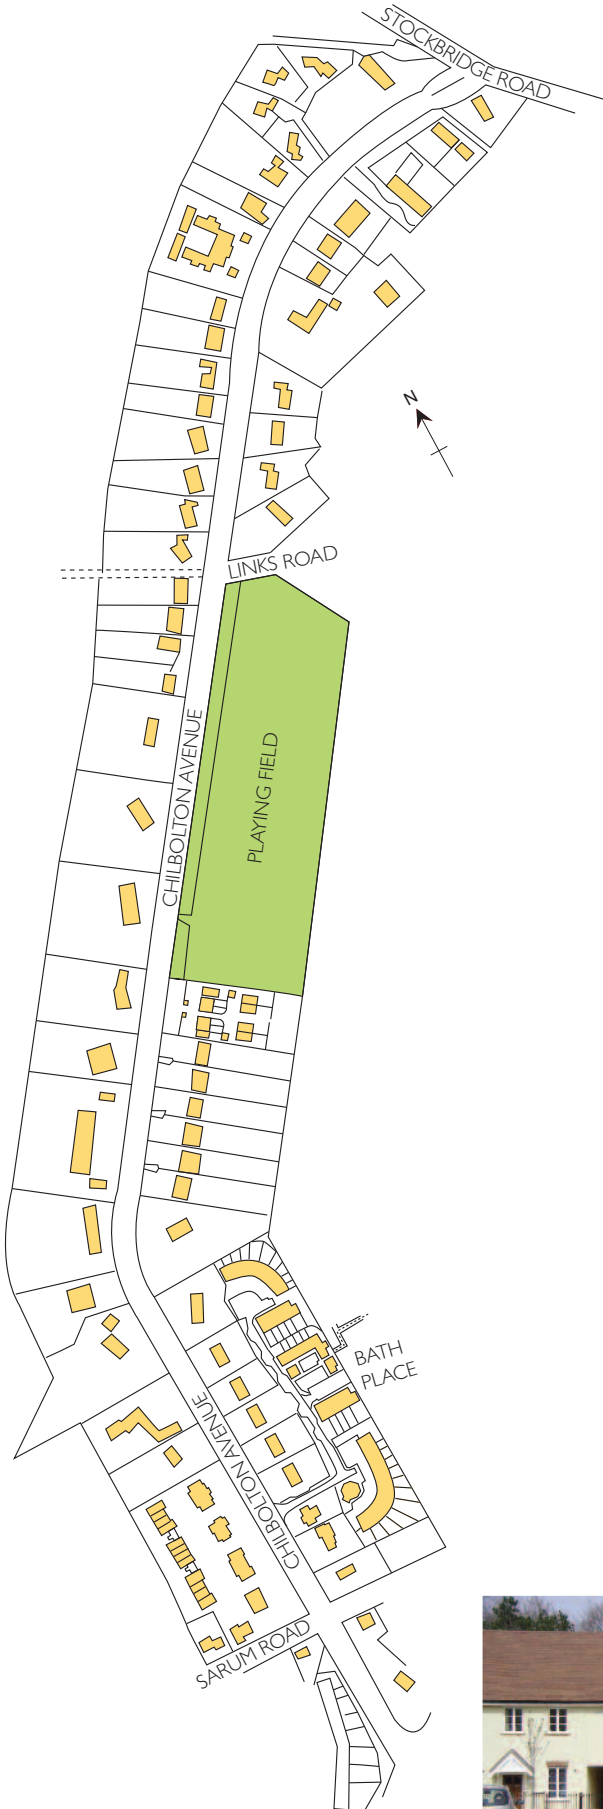 STOCKBRIDGE ROAD
N
LINKS ROAD
CHILBOLTON AVENUE
PLAYING FIELD
BATH
PLACE
CHILBOLTON AVENUE
SARUM ROAD